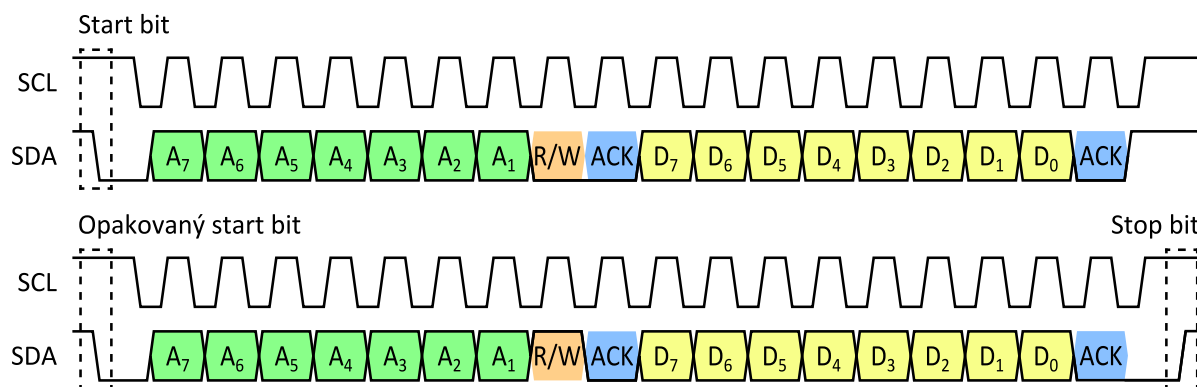 Start bit
SCL
SDA A₇ A₆ A₅ A₄ A₃ A₂ A₁ R/W ACK D₇ D₆ D₅ D₄ D₃ D₂ D₁ D₀ ACK
Opakovaný start bit Stop bit
SCL
SDA A₇ A₆ A₅ A₄ A₃ A₂ A₁ R/W ACK D₇ D₆ D₅ D₄ D₃ D₂ D₁ D₀ ACK